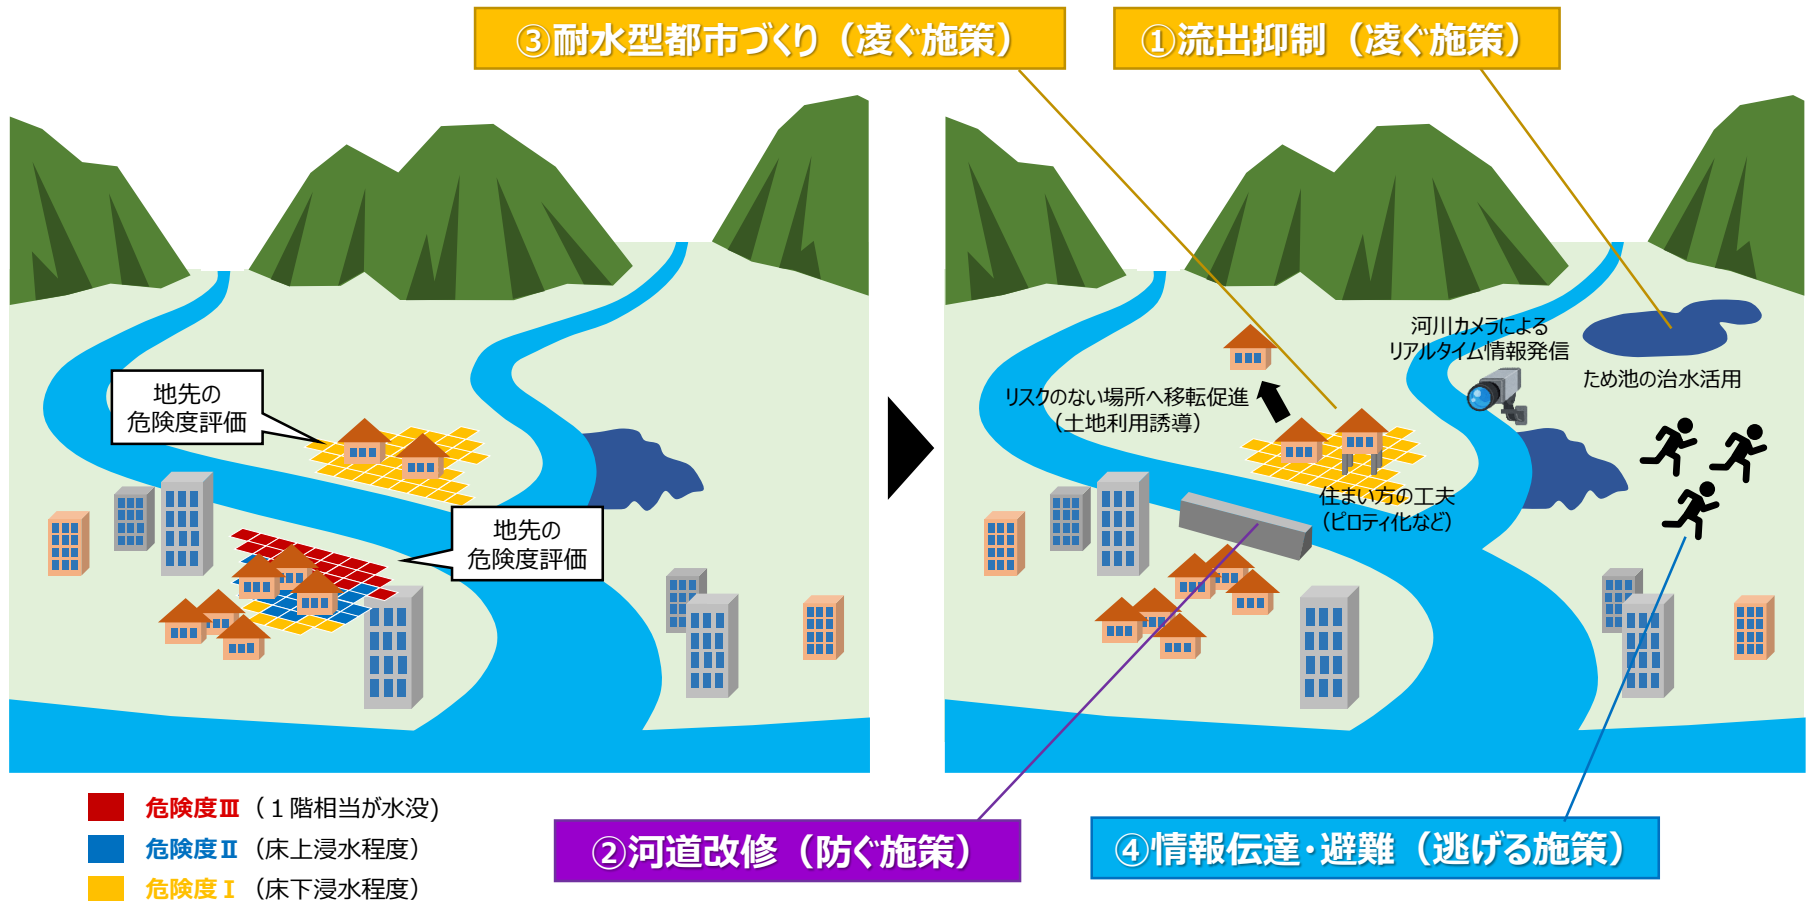 ③耐水型都市づくり（凌ぐ施策）
①流出抑制（凌ぐ施策）
地先の
危険度評価
地先の
危険度評価
河川カメラによる
リアルタイム情報発信
ため池の治水活用
リスクのない場所へ移転促進
（土地利用誘導）
住まい方の工夫
（ピロティ化など）
危険度Ⅲ（１階相当が水没)
危険度Ⅱ（床上浸水程度）
危険度Ⅰ（床下浸水程度）
②河道改修（防ぐ施策）
④情報伝達・避難（逃げる施策）